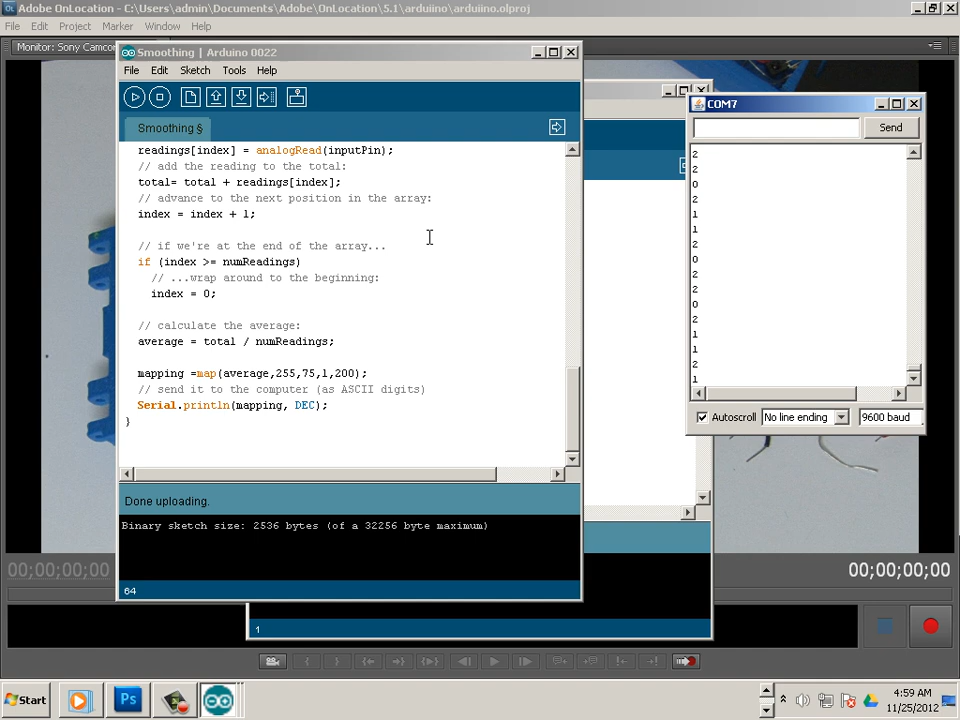 Adobe OnLocation - C:\Users\admin\Documents\Adobe\OnLocation\5.1\arduiino\arduiino.olproj
File Edit Project Marker Window Help
Monitor: Sony Camcor
Smoothing | Arduino 0022
File Edit Sketch Tools Help
Smoothing §
readings[index] = analogRead(inputPin);
// add the reading to the total:
total= total + readings[index];
// advance to the next position in the array:
index = index + 1;
// if we're at the end of the array...
if (index >= numReadings)
// ...wrap around to the beginning:
index = 0;
// calculate the average:
average = total / numReadings;
mapping =map(average,255,75,1,200);
// send it to the computer (as ASCII digits)
Serial.println(mapping, DEC);
}
Done uploading.
Binary sketch size: 2536 bytes (of a 32256 byte maximum)
64
1
COM7
Send
2
2
0
2
1
1
2
0
2
2
0
2
1
1
2
1
Autoscroll No line ending 9600 baud
00;00;00;00
00;00;00;00
Start
Ps
4:59 AM
11/25/2012